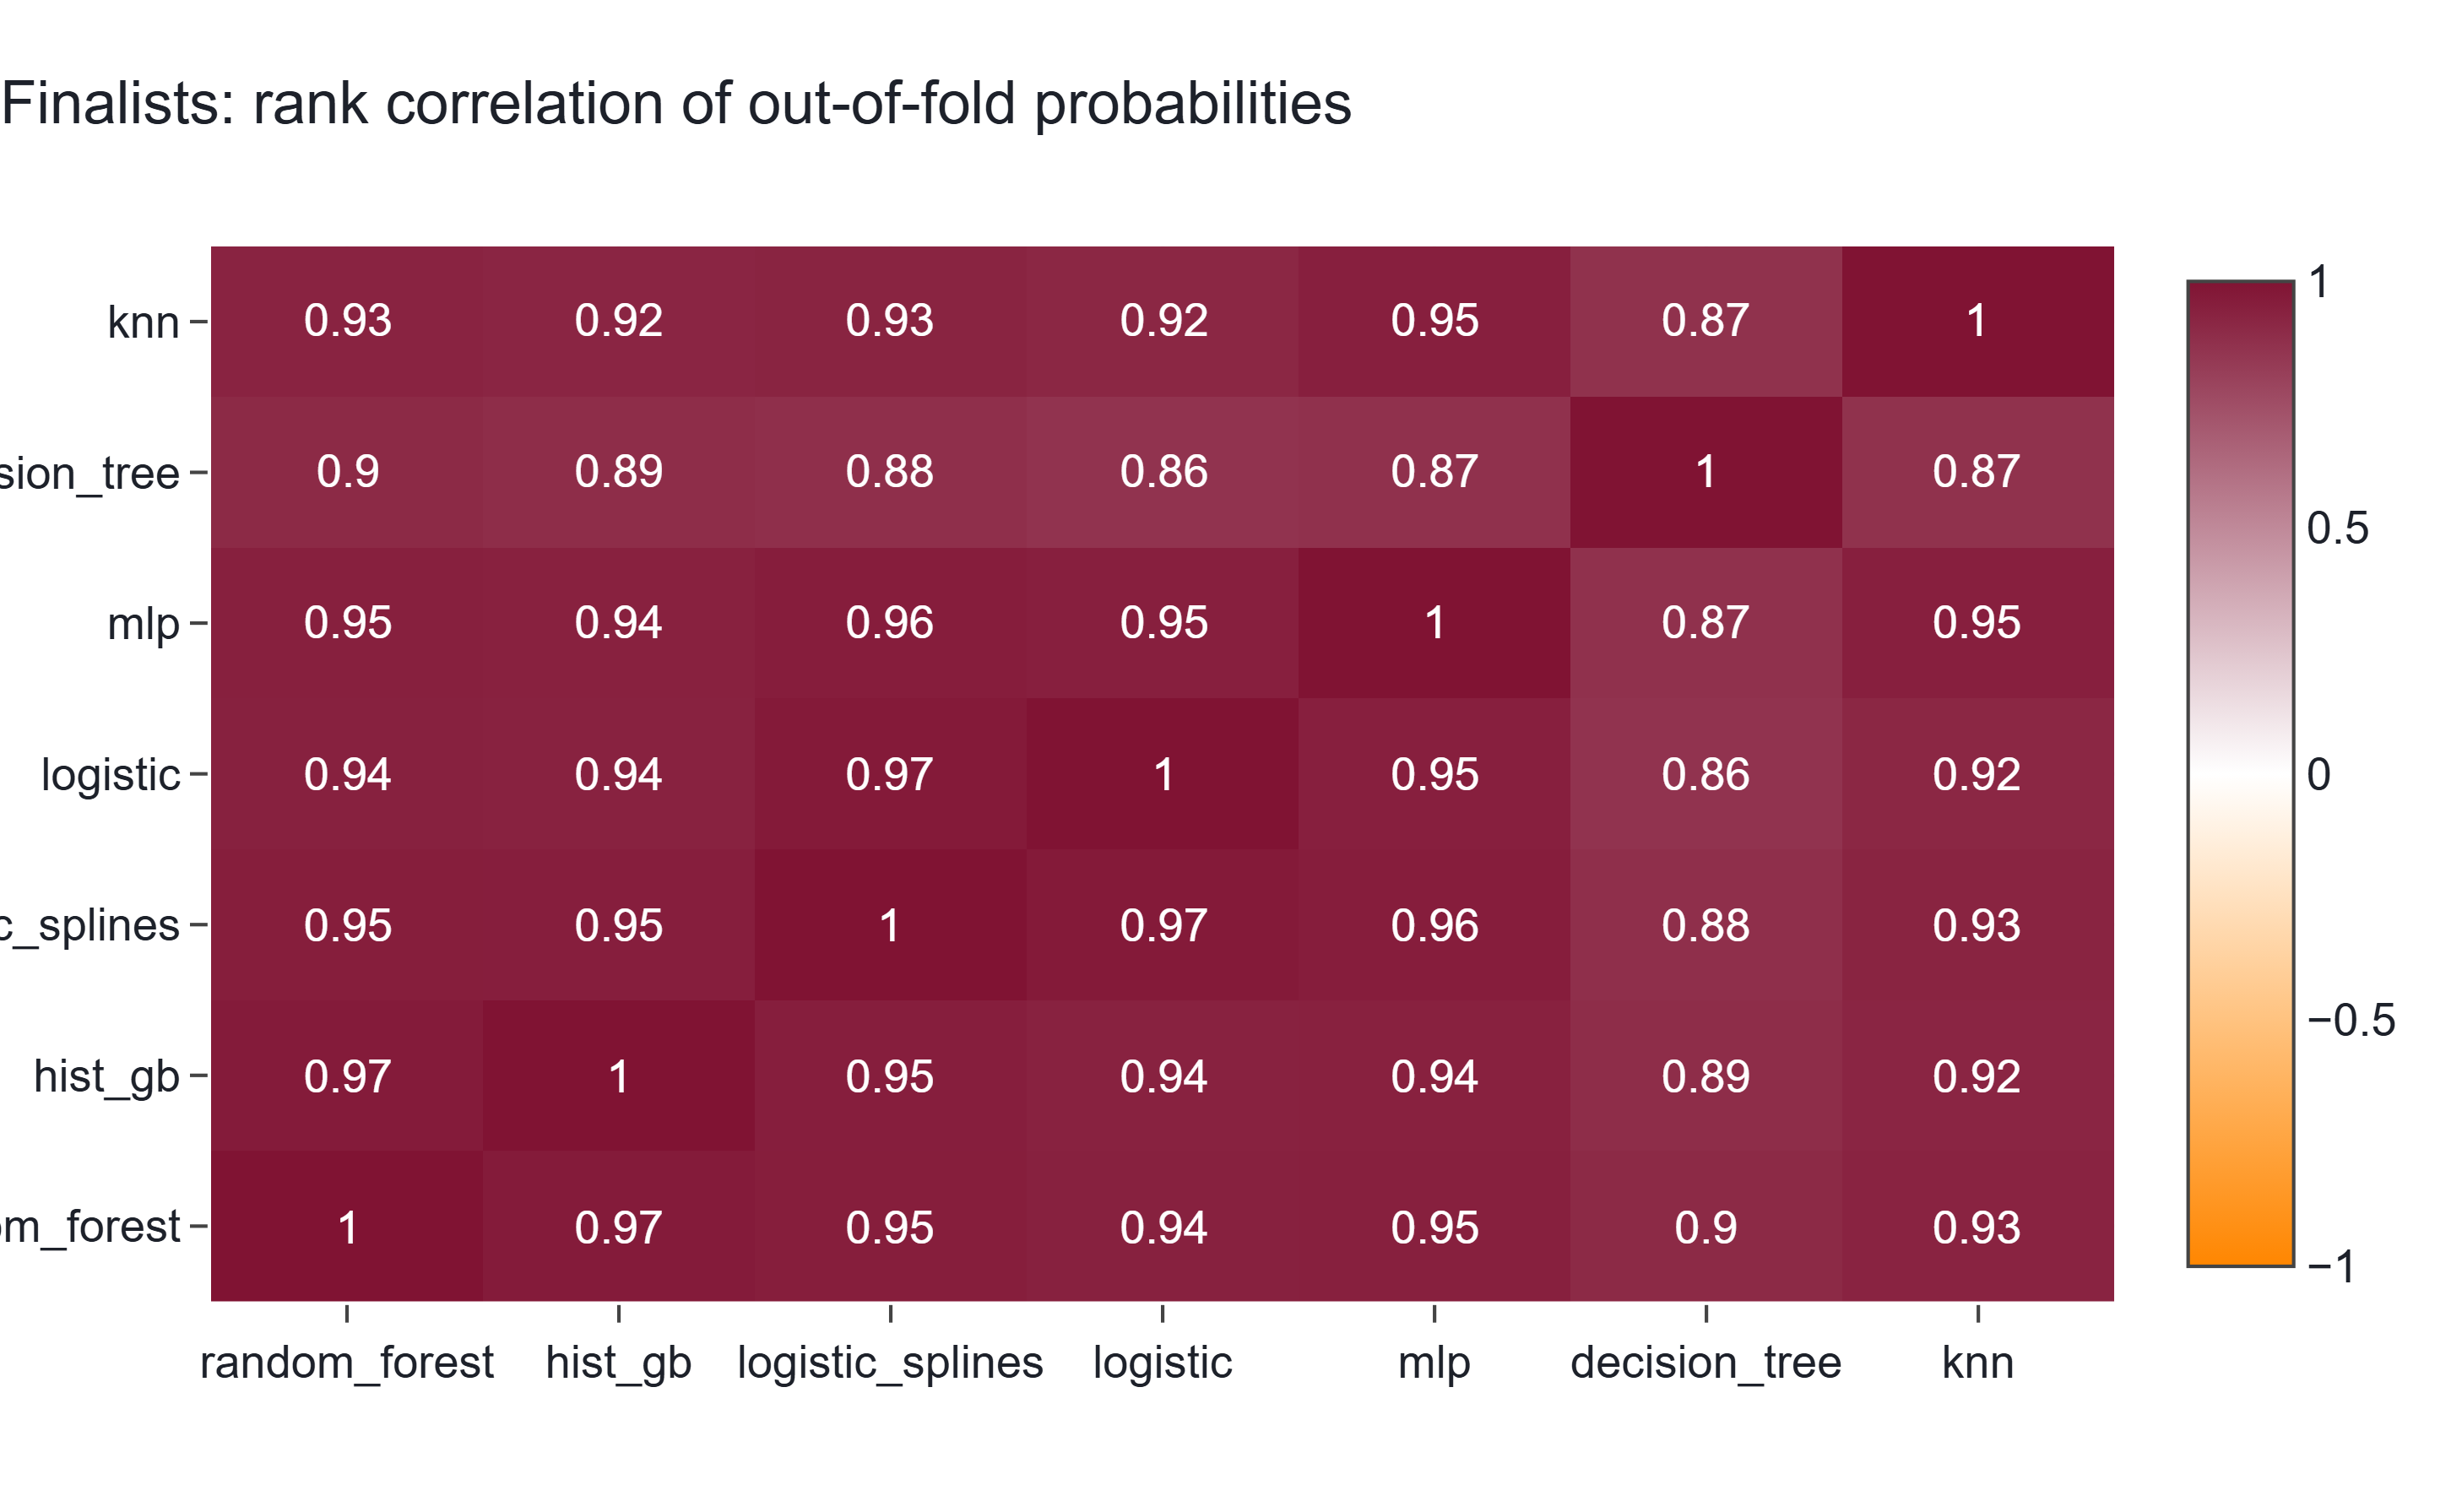 Finalists: rank correlation of out-of-fold probabilities
knn 0.93 0.92 0.93 0.92 0.95 0.87 1
sion_tree 0.9 0.89 0.88 0.86 0.87 1 0.87
mlp 0.95 0.94 0.96 0.95 1 0.87 0.95
logistic 0.94 0.94 0.97 1 0.95 0.86 0.92
c_splines 0.95 0.95 1 0.97 0.96 0.88 0.93
hist_gb 0.97 1 0.95 0.94 0.94 0.89 0.92
m_forest 1 0.97 0.95 0.94 0.95 0.9 0.93
random_forest hist_gb logistic_splines logistic mlp decision_tree knn
1
0.5
0
−0.5
−1